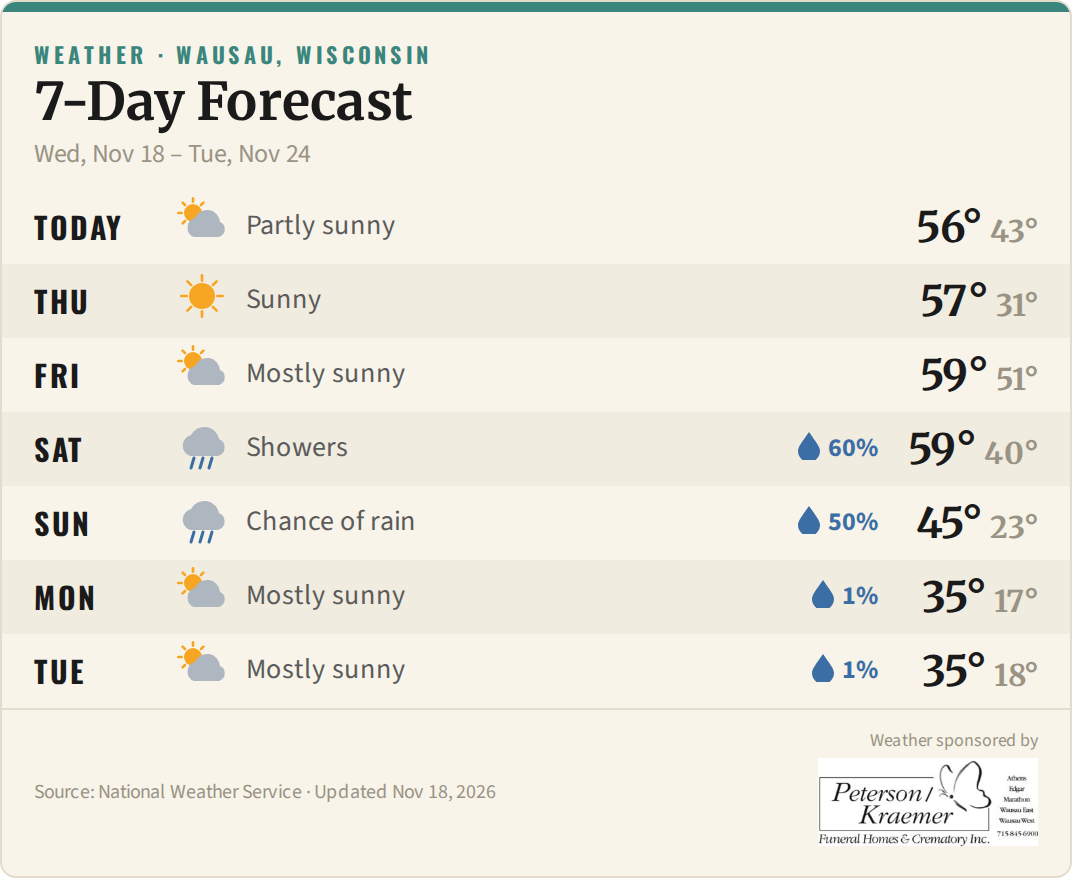 WEATHER · WAUSAU, WISCONSIN
7-Day Forecast
Wed, Nov 18 – Tue, Nov 24
TODAY Partly sunny 56° 43°
THU Sunny 57° 31°
FRI Mostly sunny 59° 51°
SAT Showers 60% 59° 40°
SUN Chance of rain 50% 45° 23°
MON Mostly sunny 1% 35° 17°
TUE Mostly sunny 1% 35° 18°
Weather sponsored by
Source: National Weather Service · Updated Nov 18, 2026
Peterson/
Kraemer
Funeral Homes & Crematory Inc.
Athens
Edgar
Marathon
Wausau East
Wausau West
715-845-6900